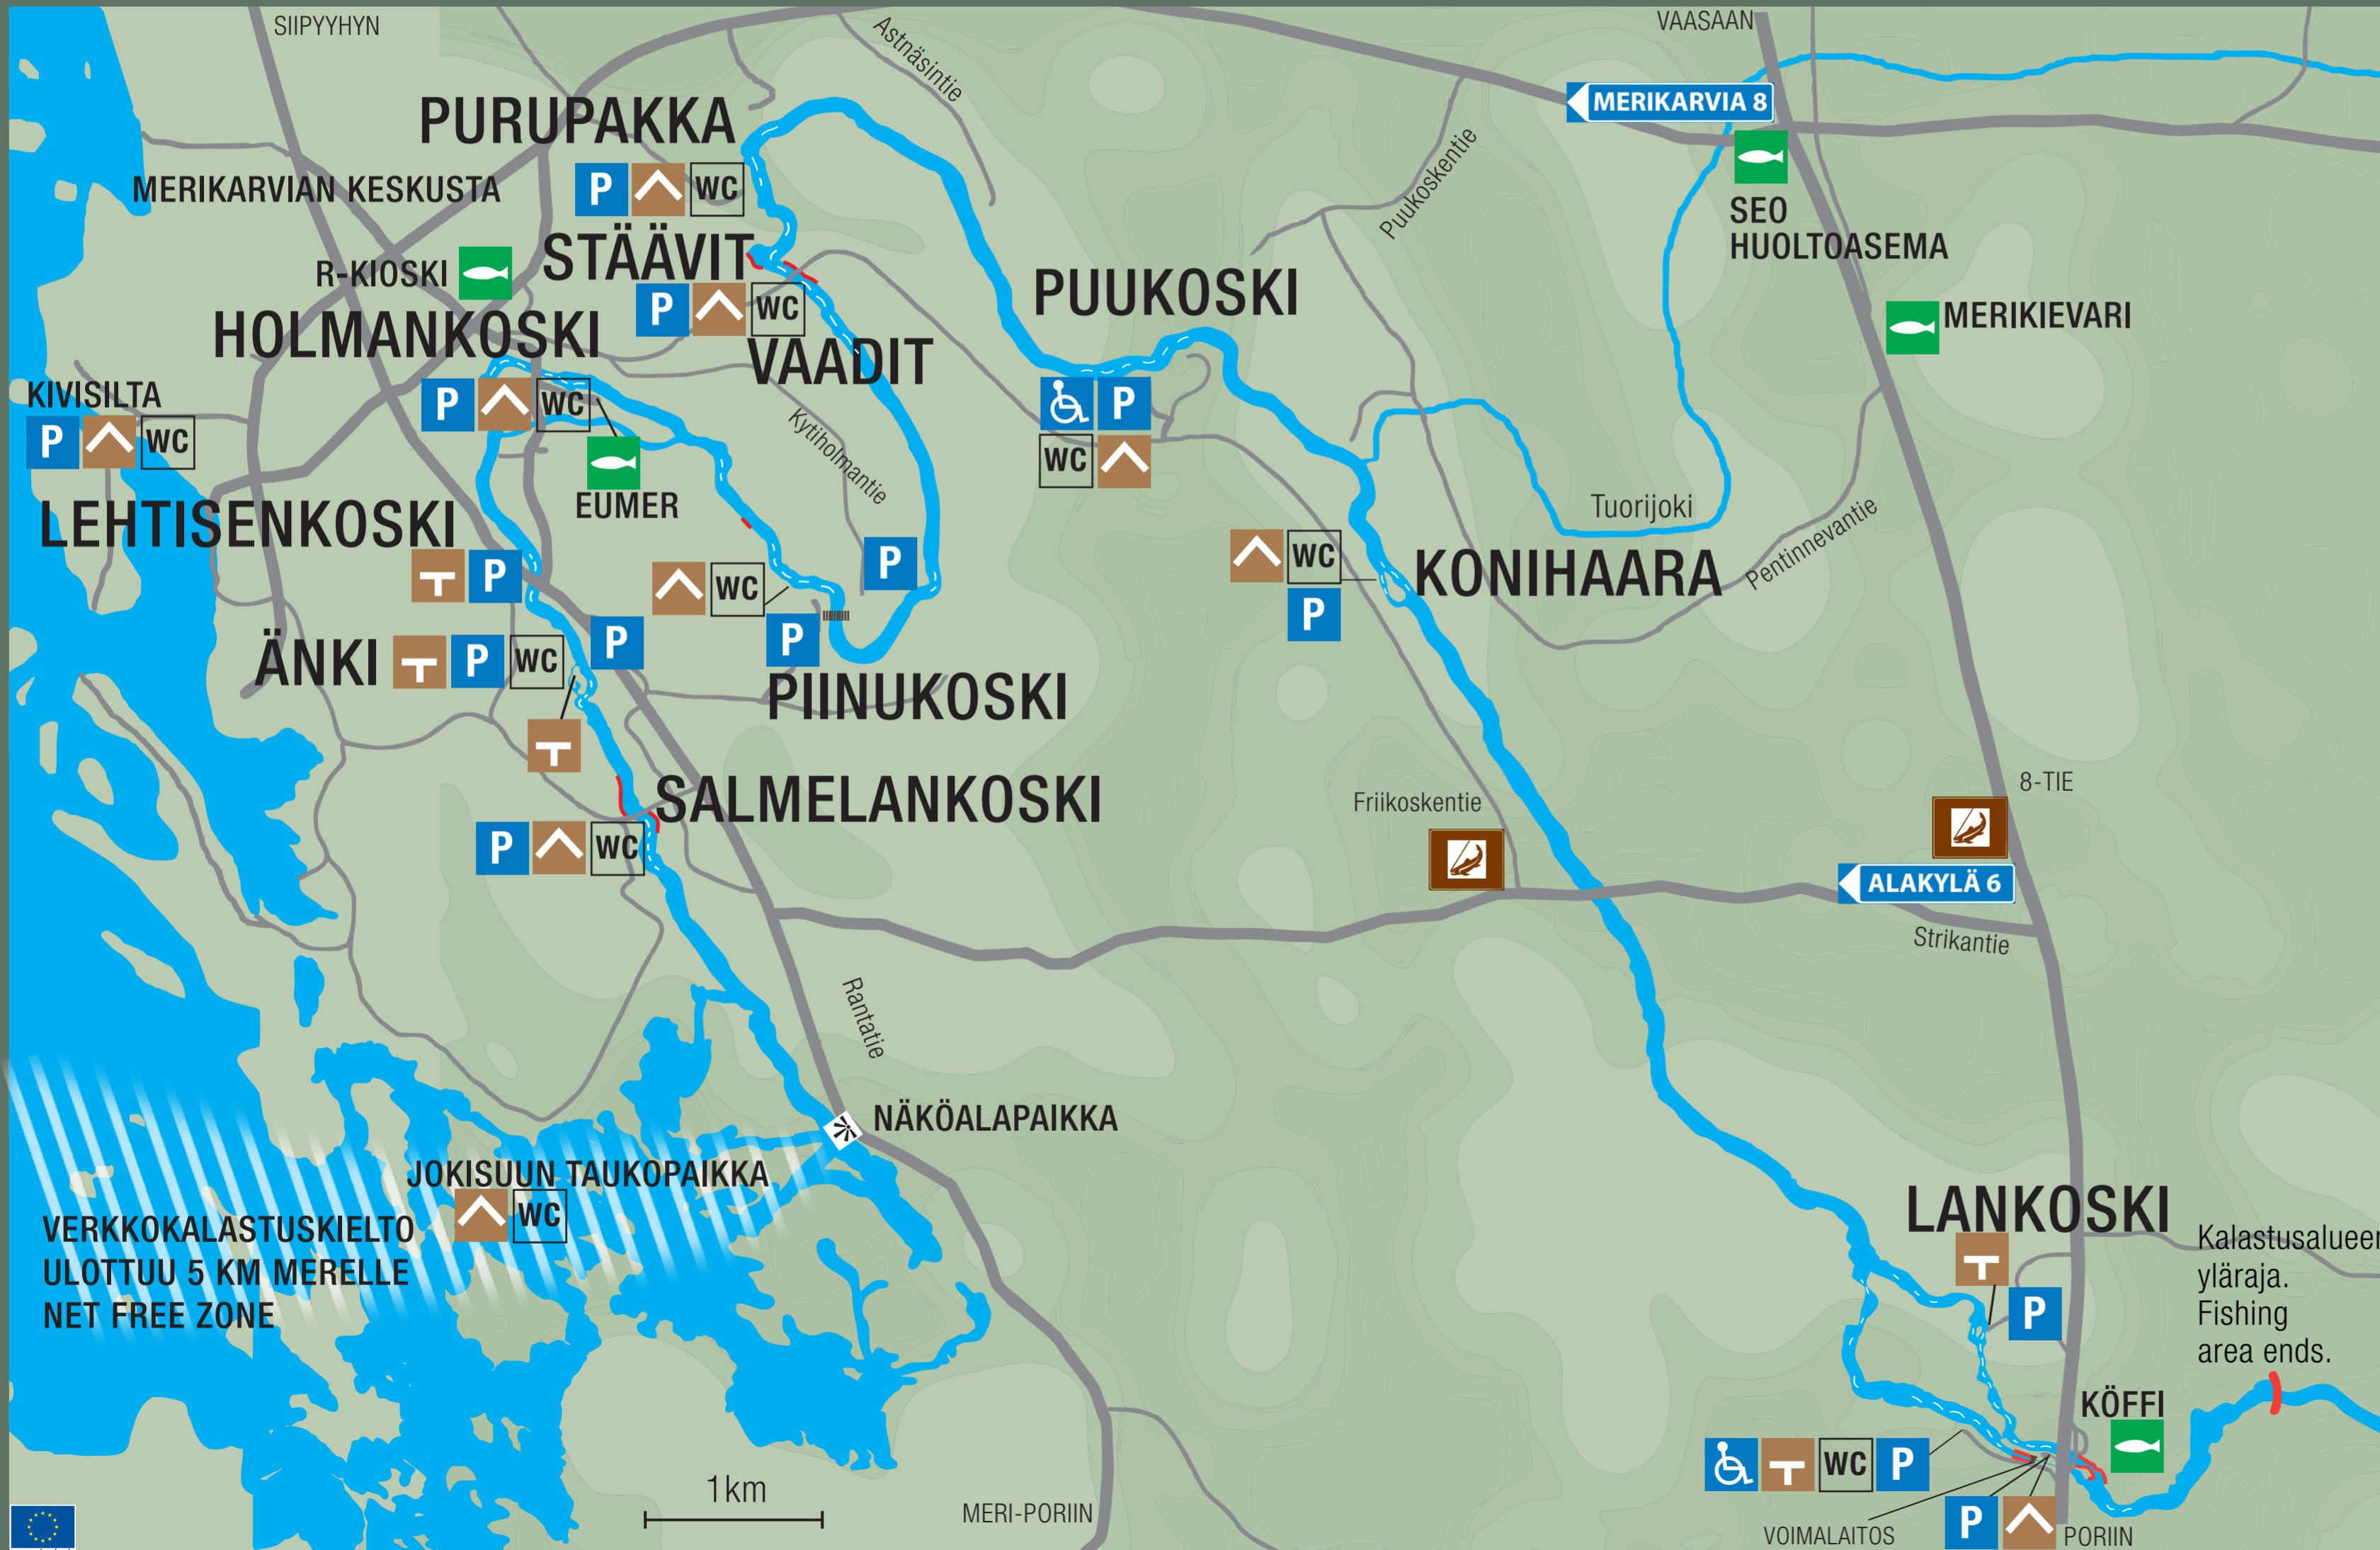 SIIPYYHYN
Astnäsintie
VAASAAN
MERIKARVIA 8
PURUPAKKA
P
WC
MERIKARVIAN KESKUSTA
Puukoskentie
SEO
HUOLTOASEMA
STÄÄVIT
R-KIOSKI
P
WC
PUUKOSKI
MERIKIEVARI
HOLMANKOSKI
VAADIT
KIVISILTA
P
WC
P
WC
P
WC
Kytiholmantie
EUMER
Tuorijoki
Pentinnevantie
LEHTISENKOSKI
P
WC
P
P
WC
P
KONIHAARA
ÄNKI
P
WC
P
PIINUKOSKI
SALMELANKOSKI
P
WC
Friikoskentie
8-TIE
ALAKYLÄ 6
Strikantie
Rantatie
NÄKÖALAPAIKKA
JOKISUUN TAUKOPAIKKA
WC
VERKKOKALASTUSKIELTO
ULOTTUU 5 KM MERELLE
NET FREE ZONE
LANKOSKI
P
Kalastusalueen
yläraja.
Fishing
area ends.
KÖFFI
WC
P
1km
MERI-PORIIN
VOIMALAITOS
P
PORIIN